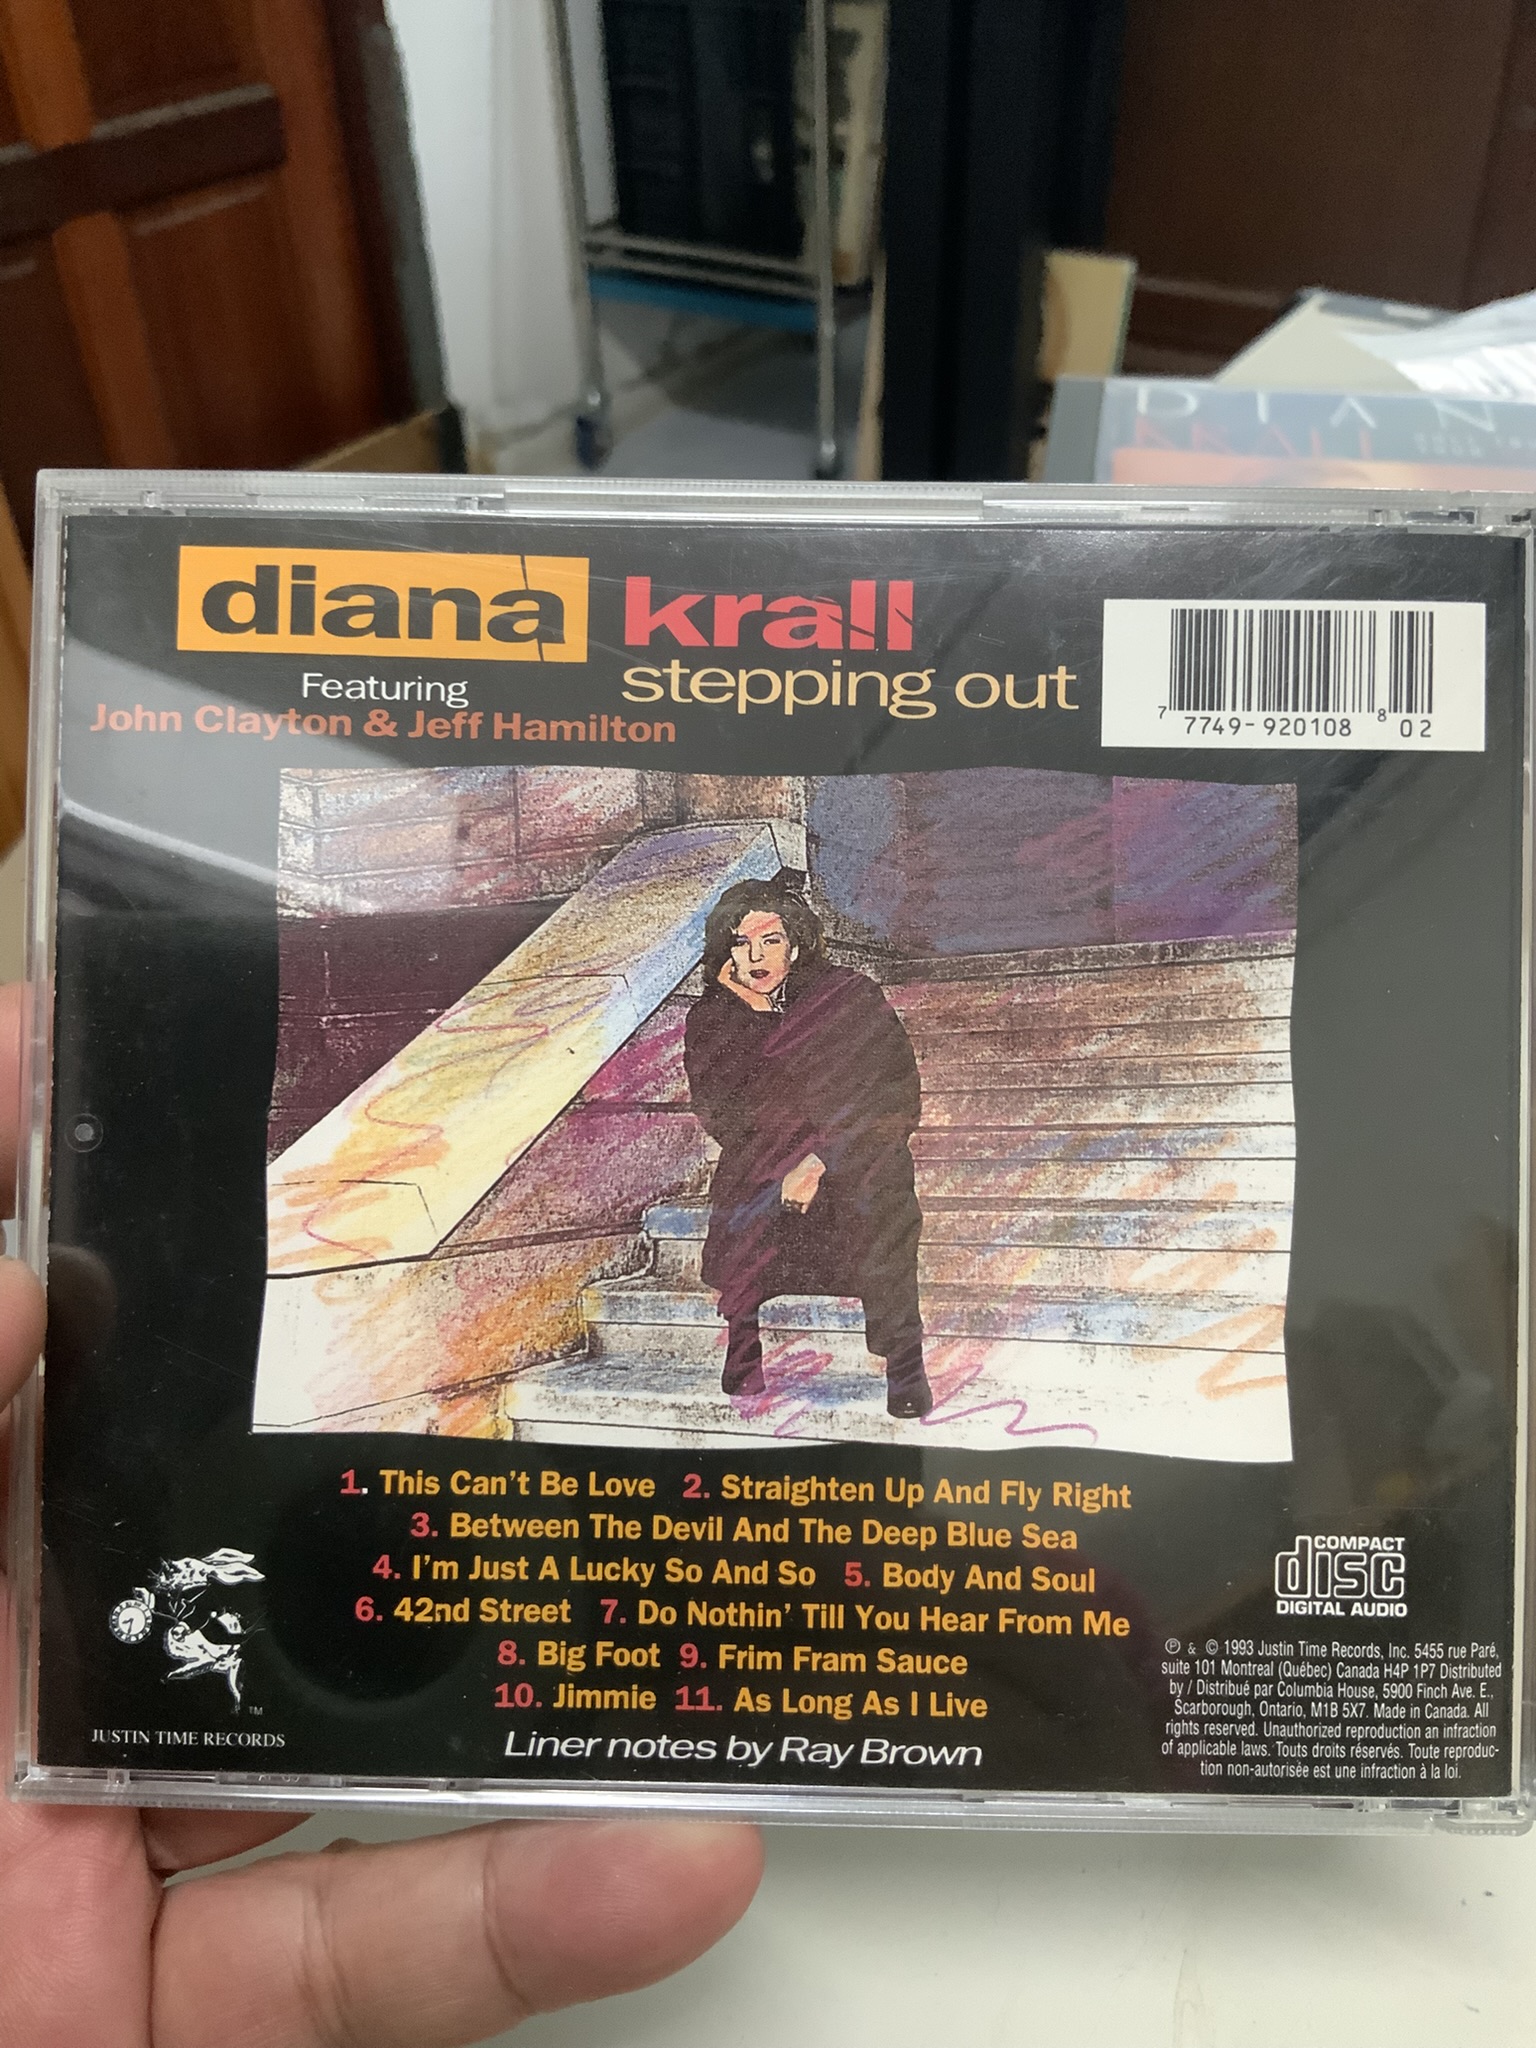 DIAN
KRALL
diana krall
stepping out
Featuring
John Clayton & Jeff Hamilton
7 7749-920108 8 02
1. This Can't Be Love 2. Straighten Up And Fly Right
3. Between The Devil And The Deep Blue Sea
4. I'm Just A Lucky So And So 5. Body And Soul
6. 42nd Street 7. Do Nothin' Till You Hear From Me
8. Big Foot 9. Frim Fram Sauce
10. Jimmie 11. As Long As I Live
Liner notes by Ray Brown
TM
JUSTIN TIME RECORDS
COMPACT
disc
DIGITAL AUDIO
℗ & © 1993 Justin Time Records, Inc. 5455 rue Paré,
suite 101 Montreal (Québec) Canada H4P 1P7 Distributed
by / Distribué par Columbia House, 5900 Finch Ave. E.,
Scarborough, Ontario, M1B 5X7. Made in Canada. All
rights reserved. Unauthorized reproduction an infraction
of applicable laws. Touts droits réservés. Toute reproduc-
tion non-autorisée est une infraction à la loi.